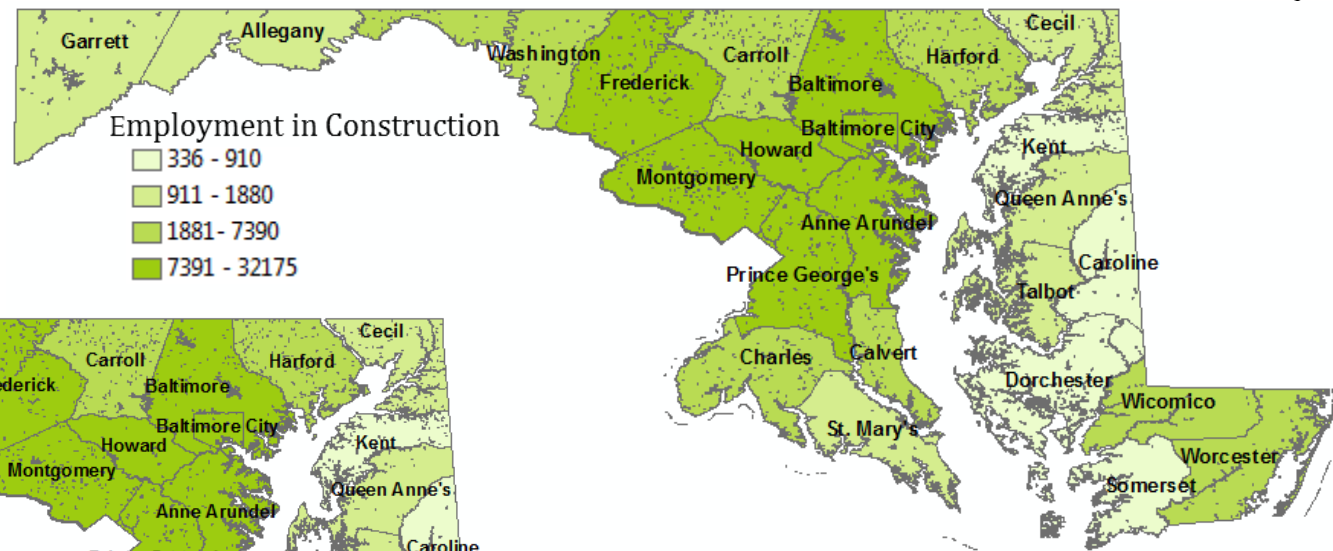 Cecil
Garrett
Allegany
Washington
Carroll
Harford
Frederick
Baltimore
Employment in Construction
Baltimore City
336 - 910
Howard
Kent
Montgomery
911 - 1880
Queen Anne's
1881- 7390
Anne Arundel
7391 - 32175
Prince George's
Caroline
Talbot
Charles
Calvert
Dorchester
Wicomico
St. Mary's
Worcester
Somerset
Cecil
Carroll
Harford
ederick
Baltimore
Baltimore City
Howard
Kent
Montgomery
Queen Anne's
Anne Arundel
Caroline